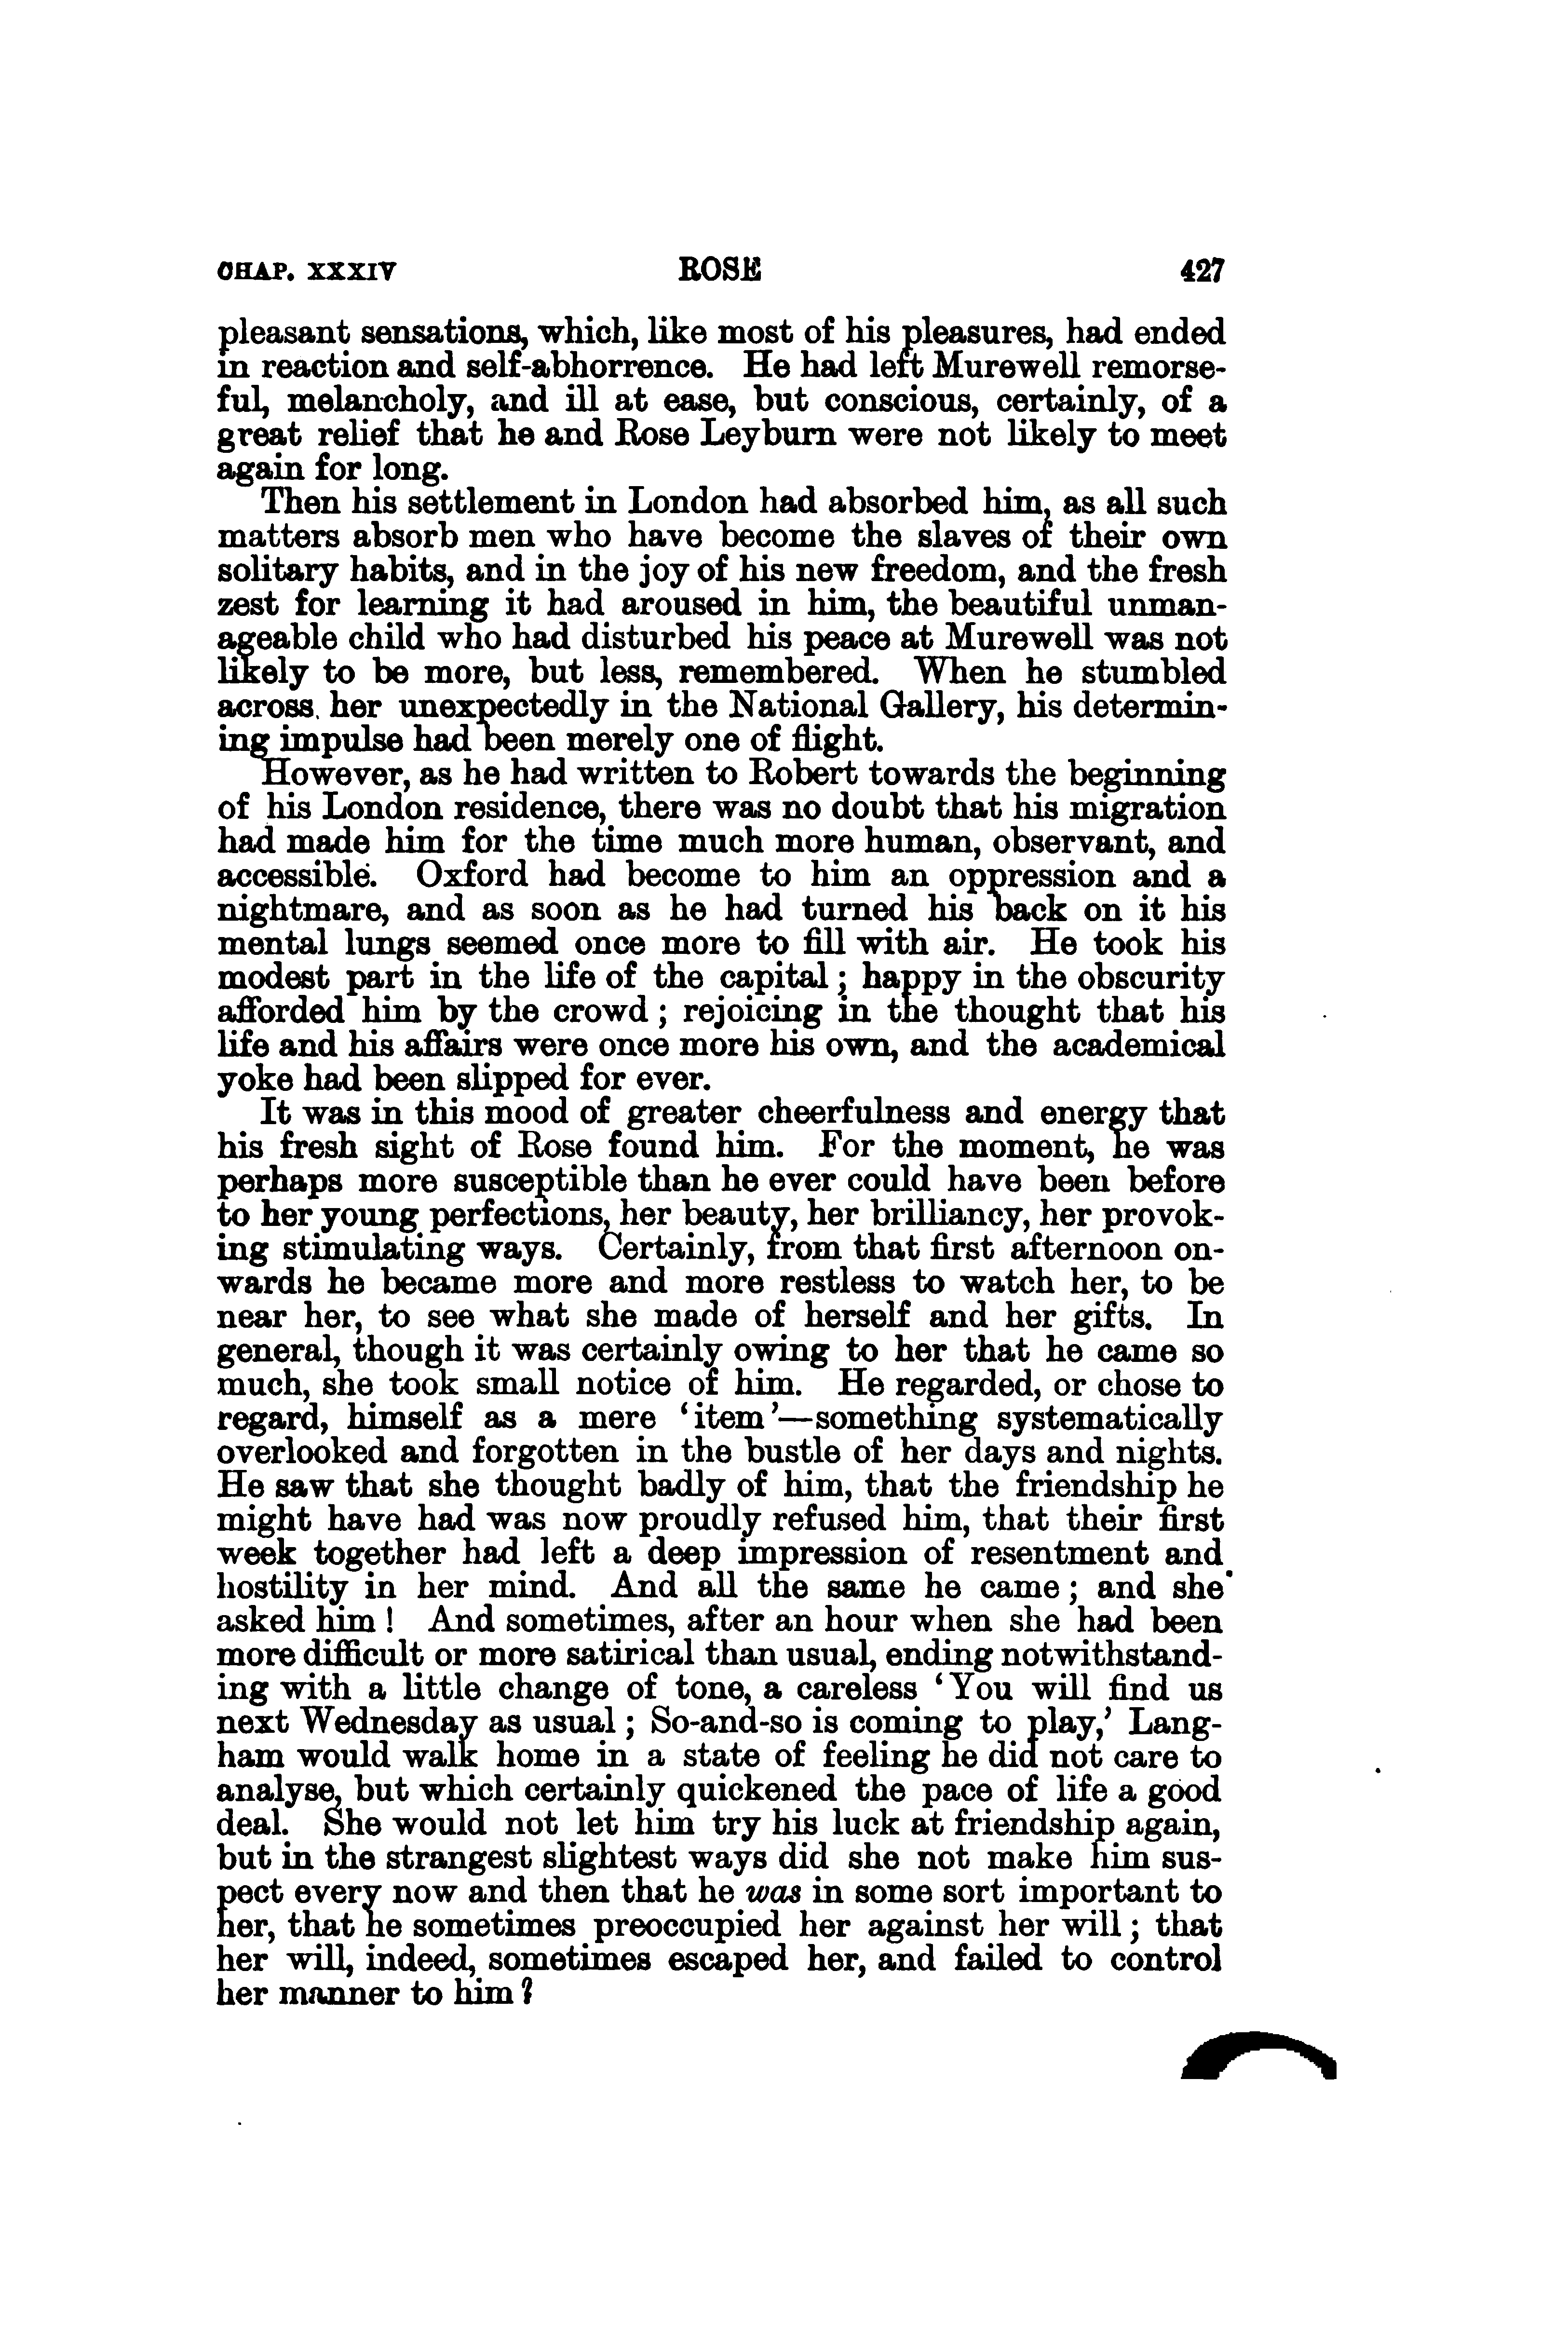 CHAP. XXXIV ROSE 427
pleasant sensations, which, like most of his pleasures, had ended
in reaction and self-abhorrence. He had left Murewell remorse-
ful, melancholy, and ill at ease, but conscious, certainly, of a
great relief that he and Rose Leyburn were not likely to meet
again for long.
Then his settlement in London had absorbed him, as all such
matters absorb men who have become the slaves of their own
solitary habits, and in the joy of his new freedom, and the fresh
zest for learning it had aroused in him, the beautiful unman-
ageable child who had disturbed his peace at Murewell was not
likely to be more, but less, remembered. When he stumbled
across her unexpectedly in the National Gallery, his determin-
ing impulse had been merely one of flight.
However, as he had written to Robert towards the beginning
of his London residence, there was no doubt that his migration
had made him for the time much more human, observant, and
accessible. Oxford had become to him an oppression and a
nightmare, and as soon as he had turned his back on it his
mental lungs seemed once more to fill with air. He took his
modest part in the life of the capital; happy in the obscurity
afforded him by the crowd; rejoicing in the thought that his
life and his affairs were once more his own, and the academical
yoke had been slipped for ever.
It was in this mood of greater cheerfulness and energy that
his fresh sight of Rose found him. For the moment, he was
perhaps more susceptible than he ever could have been before
to her young perfections, her beauty, her brilliancy, her provok-
ing stimulating ways. Certainly, from that first afternoon on-
wards he became more and more restless to watch her, to be
near her, to see what she made of herself and her gifts. In
general, though it was certainly owing to her that he came so
much, she took small notice of him. He regarded, or chose to
regard, himself as a mere ‘item’—something systematically
overlooked and forgotten in the bustle of her days and nights.
He saw that she thought badly of him, that the friendship he
might have had was now proudly refused him, that their first
week together had left a deep impression of resentment and
hostility in her mind. And all the same he came; and she
asked him! And sometimes, after an hour when she had been
more difficult or more satirical than usual, ending notwithstand-
ing with a little change of tone, a careless ‘You will find us
next Wednesday as usual; So-and-so is coming to play,’ Lang-
ham would walk home in a state of feeling he did not care to
analyse, but which certainly quickened the pace of life a good
deal. She would not let him try his luck at friendship again,
but in the strangest slightest ways did she not make him sus-
pect every now and then that he was in some sort important to
her, that he sometimes preoccupied her against her will; that
her will, indeed, sometimes escaped her, and failed to control
her manner to him?